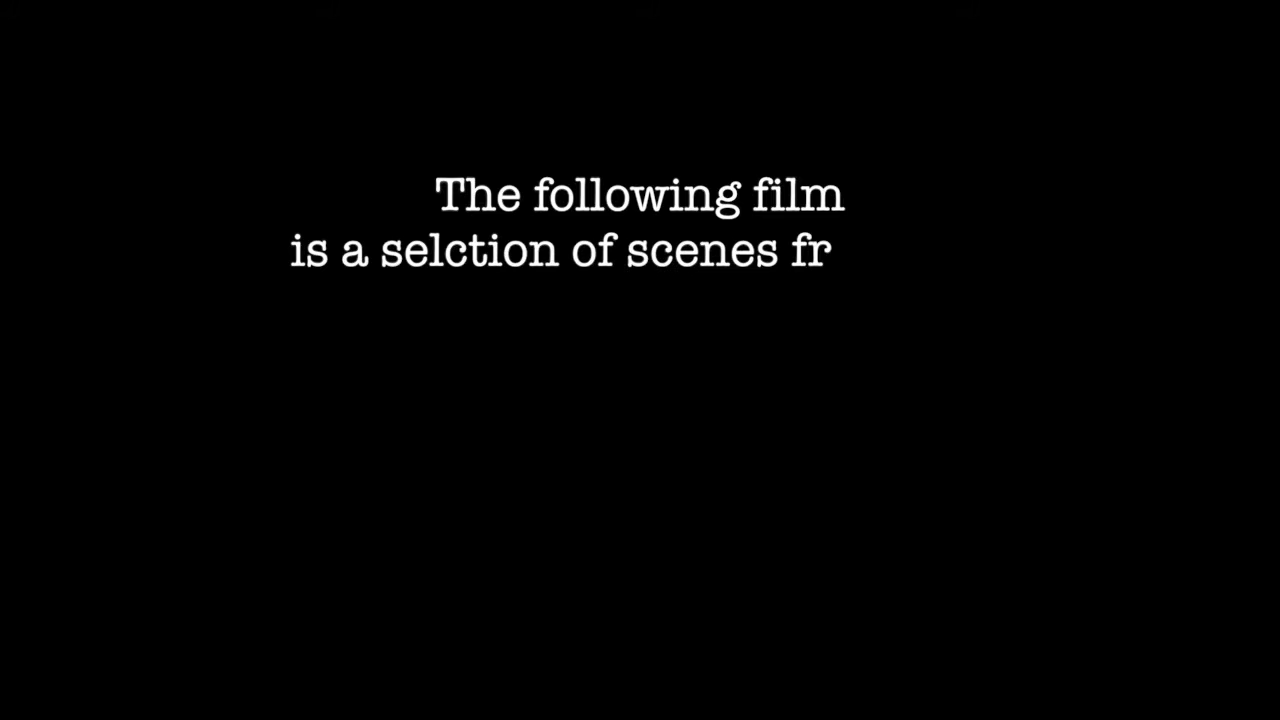 The following film
is a selction of scenes fr